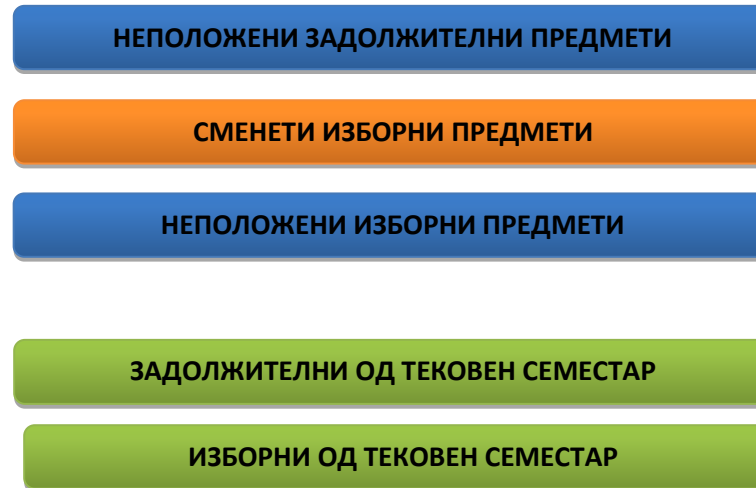 НЕПОЛОЖЕНИ ЗАДОЛЖИТЕЛНИ ПРЕДМЕТИ
СМЕНЕТИ ИЗБОРНИ ПРЕДМЕТИ
НЕПОЛОЖЕНИ ИЗБОРНИ ПРЕДМЕТИ
ЗАДОЛЖИТЕЛНИ ОД ТЕКОВЕН СЕМЕСТАР
ИЗБОРНИ ОД ТЕКОВЕН СЕМЕСТАР